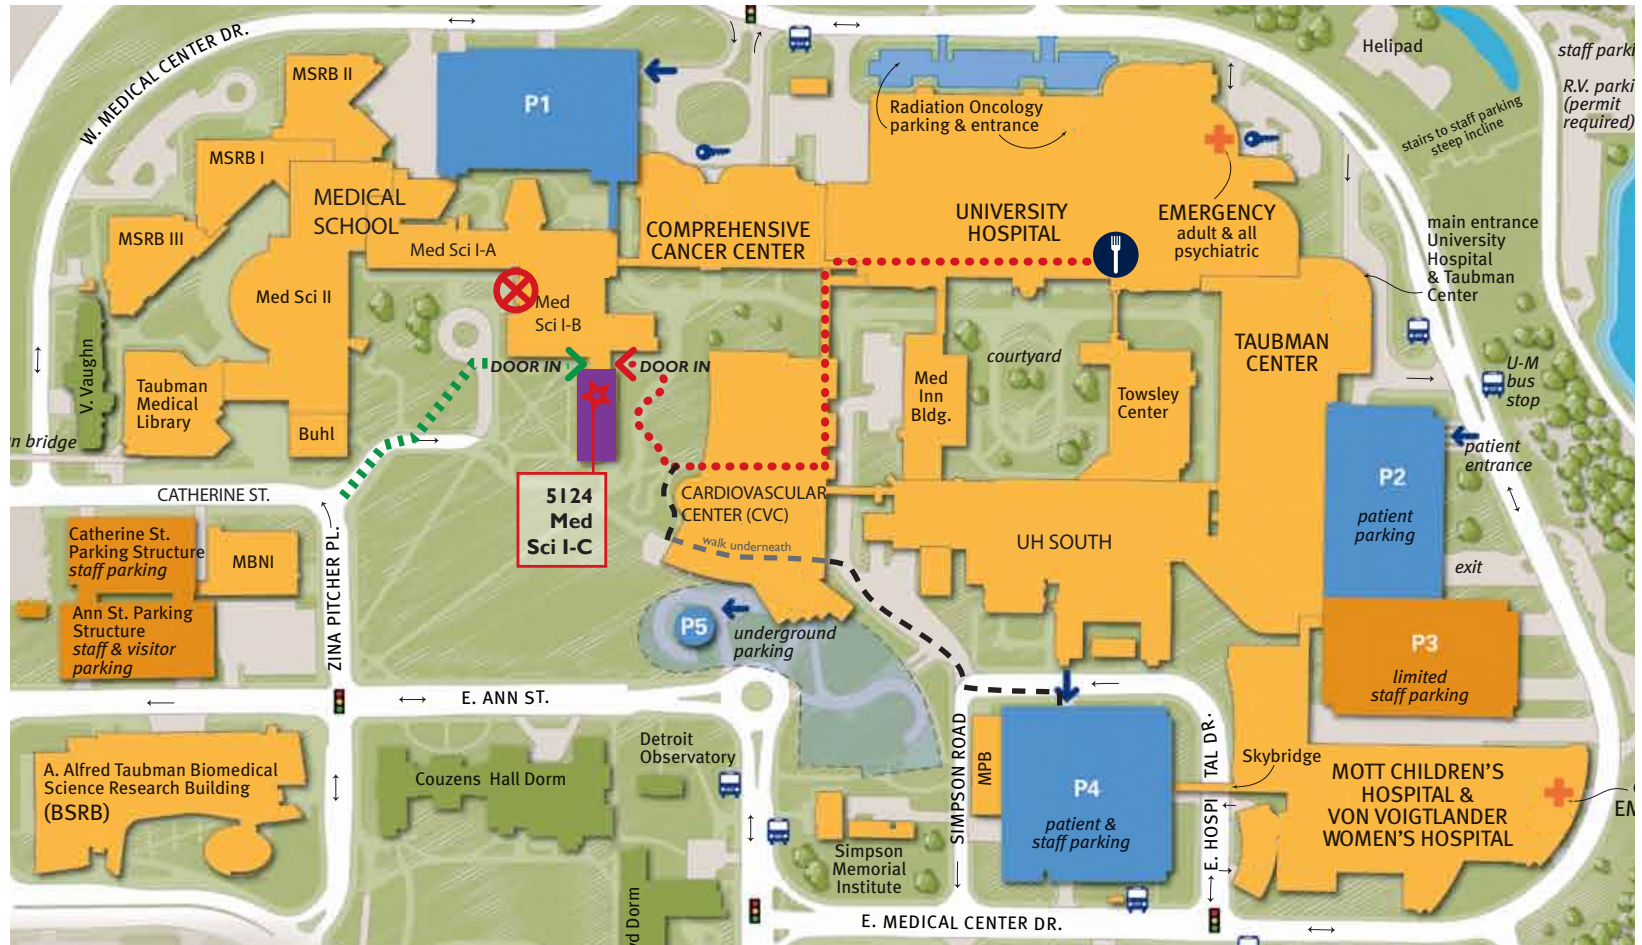 W. MEDICAL CENTER DR.
MSRB II
P1
Radiation Oncology
parking & entrance
Helipad
staff parki
R.V. parki
(permit
required)
stairs to staff parking
steep incline
MSRB I
MEDICAL
SCHOOL
MSRB III
Med Sci I-A
COMPREHENSIVE
CANCER CENTER
UNIVERSITY
HOSPITAL
EMERGENCY
adult & all
psychiatric
main entrance
University
Hospital
& Taubman
Center
Med Sci II
Med
Sci I-B
V. Vaughn
Taubman
Medical
Library
Buhl
n bridge
DOOR IN
DOOR IN
courtyard
Med
Inn
Bldg.
Towsley
Center
TAUBMAN
CENTER
U-M
bus
stop
patient
entrance
P2
patient
parking
exit
CATHERINE ST.
5124
Med
Sci I-C
CARDIOVASCULAR
CENTER (CVC)
walk underneath
UH SOUTH
Catherine St.
Parking Structure
staff parking
MBNI
Ann St. Parking
Structure
staff & visitor
parking
ZINA PITCHER PL.
P5
underground
parking
P3
limited
staff parking
E. ANN ST.
A. Alfred Taubman Biomedical
Science Research Building
(BSRB)
Couzens Hall Dorm
Detroit
Observatory
SIMPSON ROAD
MPB
P4
patient &
staff parking
E. HOSPI TAL DR.
Skybridge
MOTT CHILDREN'S
HOSPITAL &
VON VOIGTLANDER
WOMEN'S HOSPITAL
EM
Simpson
Memorial
Institute
yd Dorm
E. MEDICAL CENTER DR.